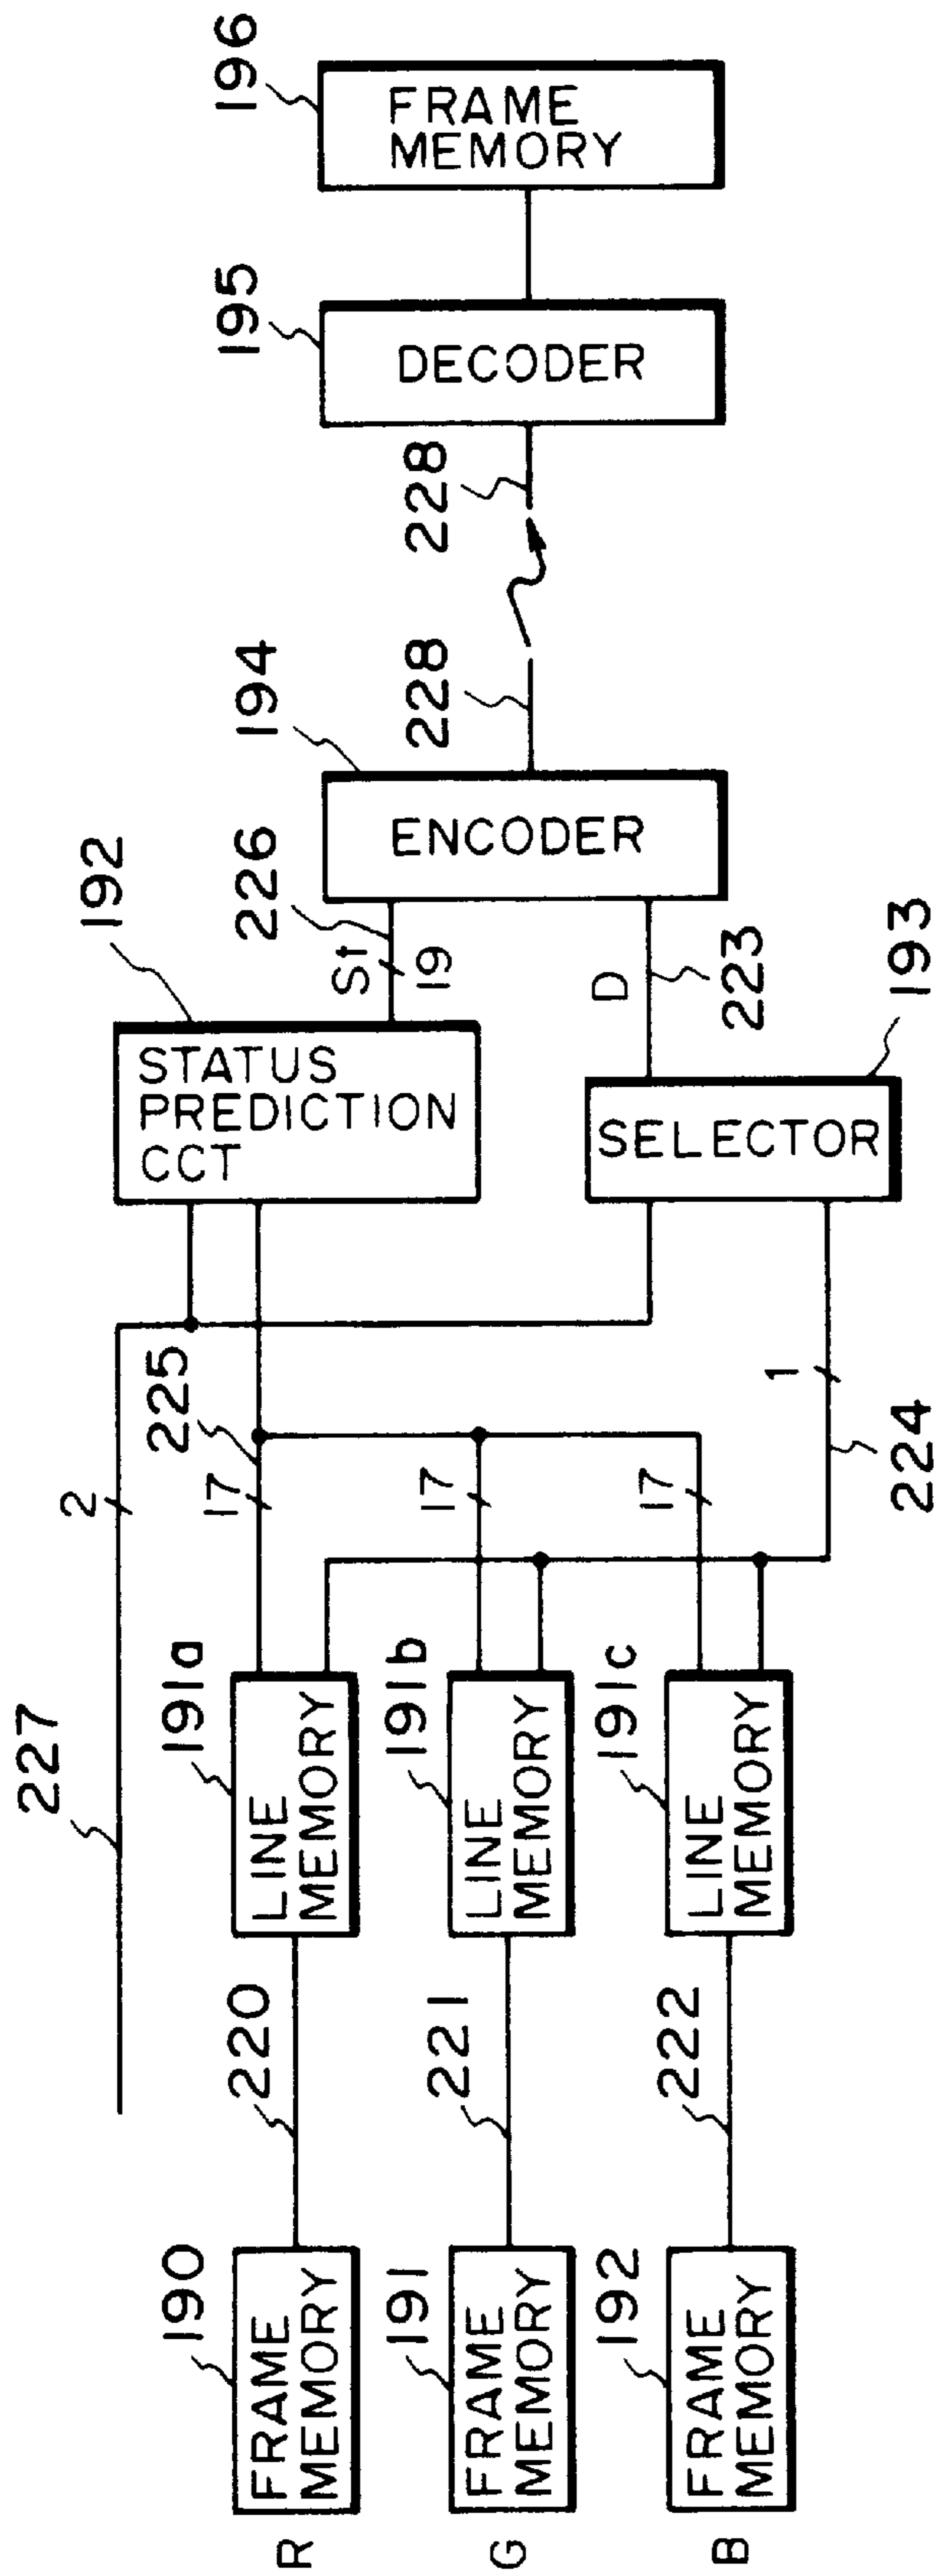 R
FRAME
MEMORY
190
220
LINE
MEMORY
191a
17
225
227
2
STATUS
PREDICTION
CCT
192
St
19
226
G
FRAME
MEMORY
191
221
LINE
MEMORY
191b
17
B
FRAME
MEMORY
192
222
LINE
MEMORY
191c
17
1
224
SELECTOR
193
D
223
ENCODER
194
228
228
DECODER
195
FRAME
MEMORY
196